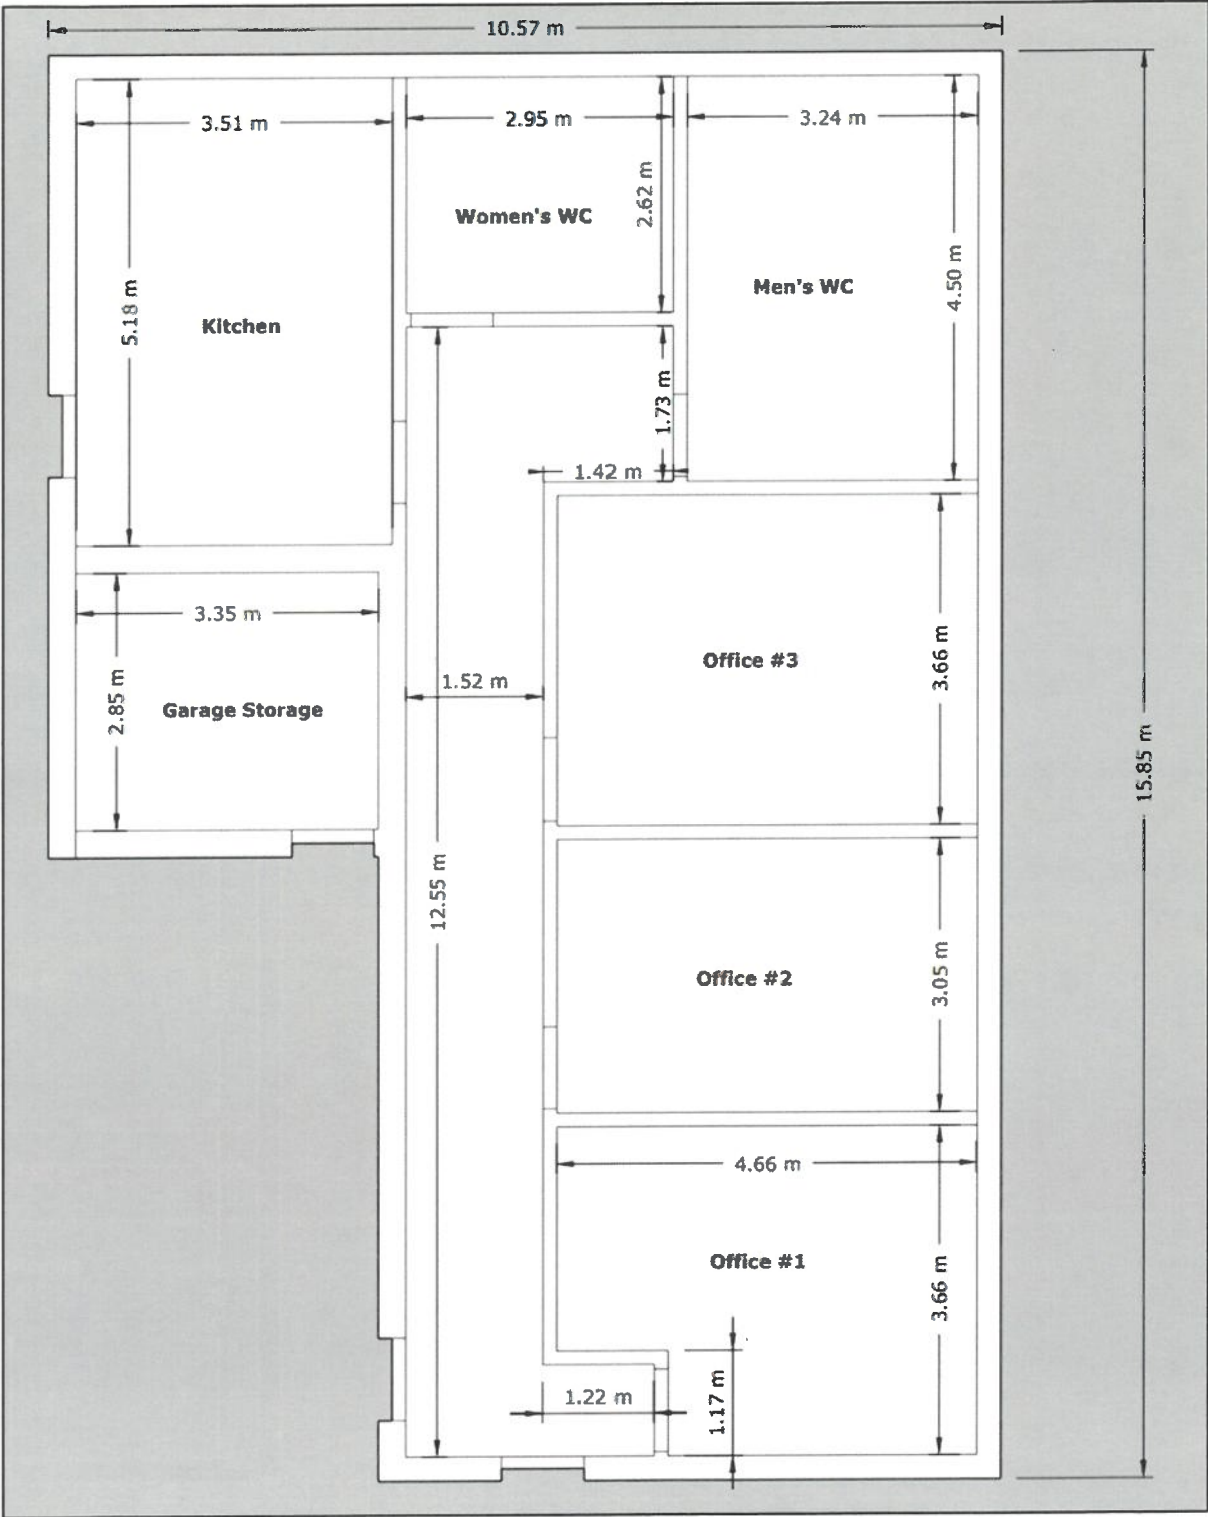 10.57 m
3.51 m
2.95 m
3.24 m
2.62 m
Women's WC
4.50 m
Men's WC
5.18 m
Kitchen
1.73 m
1.42 m
3.35 m
Office #3
3.66 m
1.52 m
2.85 m
Garage Storage
15.85 m
12.55 m
Office #2
3.05 m
4.66 m
Office #1
3.66 m
1.22 m
1.17 m